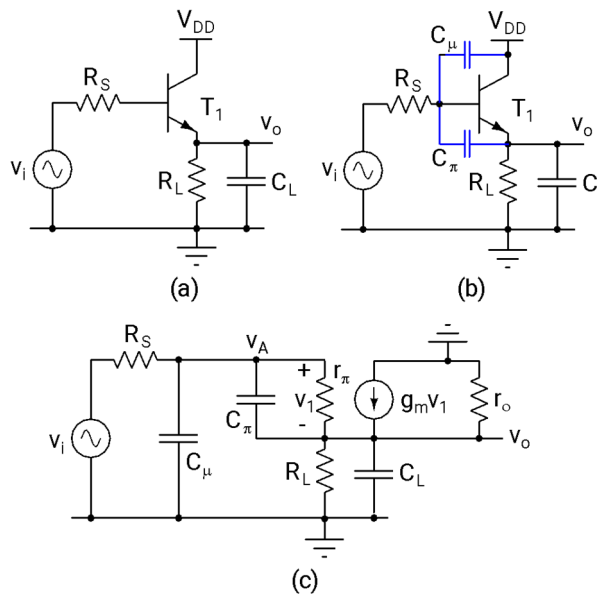 V_DD
R_S
T_1
v_o
v_i
R_L
C_L
(a)
V_DD
C_μ
R_S
T_1
v_o
C_π
v_i
R_L
C
(b)
R_S
v_A
+
r_π
v_1
-
C_π
g_m v_1
r_o
v_i
C_μ
v_o
R_L
C_L
(c)